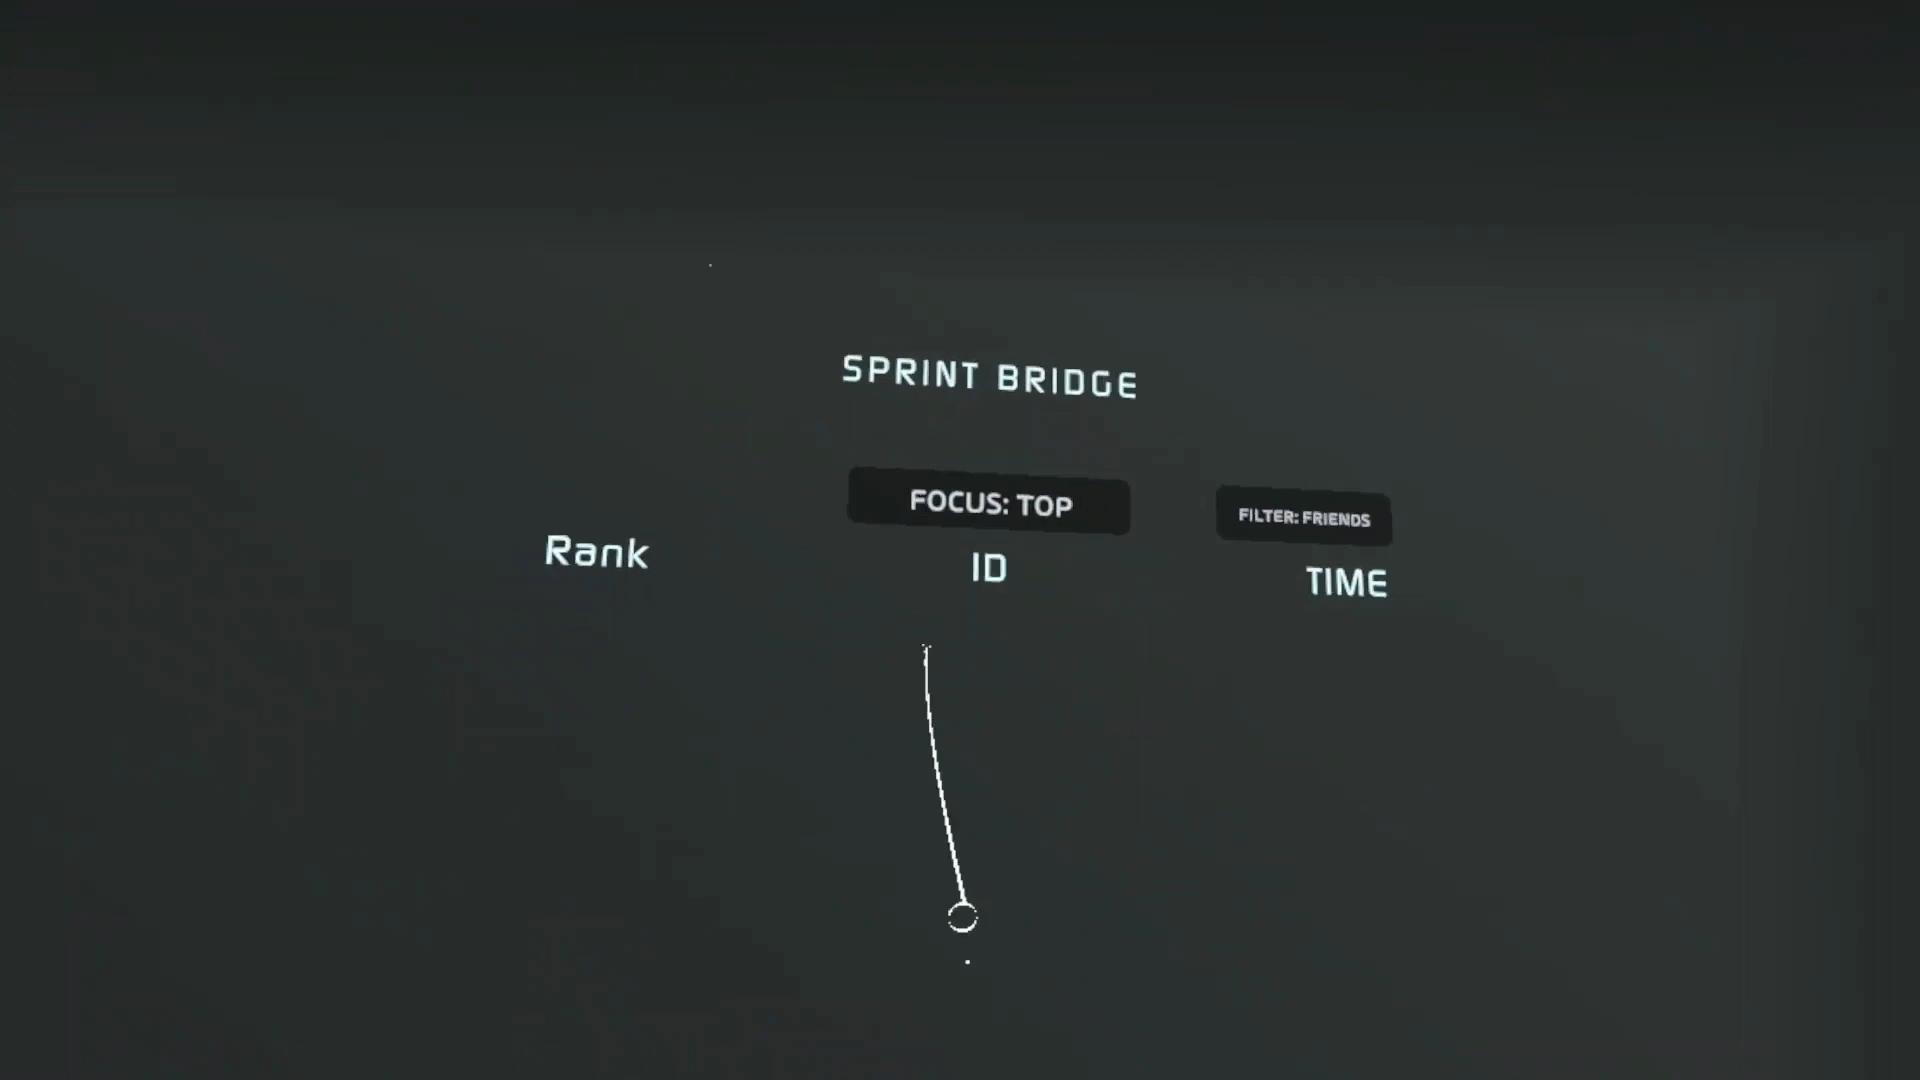 SPRINT BRIDGE
FOCUS: TOP
FILTER: FRIENDS
Rank
ID
TIME